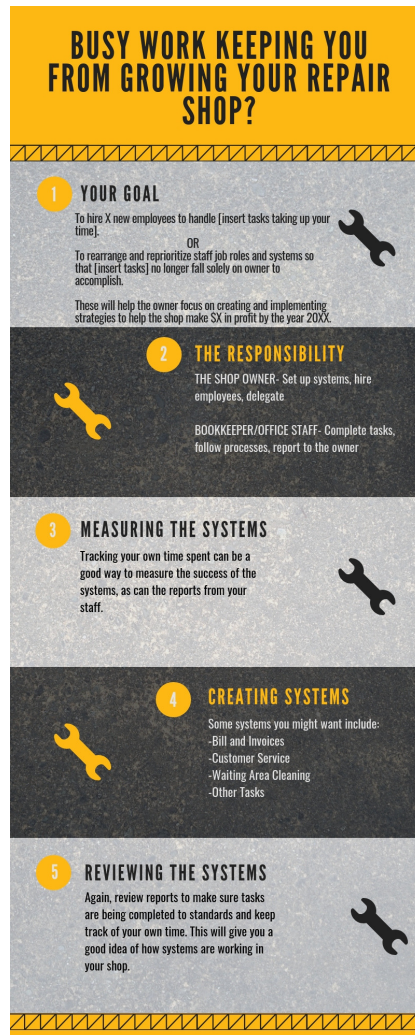 BUSY WORK KEEPING YOU
FROM GROWING YOUR REPAIR
SHOP?
1
YOUR GOAL
To hire X new employees to handle [insert tasks taking up your
time].
OR
To rearrange and reprioritize staff job roles and systems so
that [insert tasks] no longer fall solely on owner to
accomplish.
These will help the owner focus on creating and implementing
strategies to help the shop make $X in profit by the year 20XX.
2
THE RESPONSIBILITY
THE SHOP OWNER- Set up systems, hire
employees, delegate
BOOKKEEPER/OFFICE STAFF- Complete tasks,
follow processes, report to the owner
3
MEASURING THE SYSTEMS
Tracking your own time spent can be a
good way to measure the success of the
systems, as can the reports from your
staff.
4
CREATING SYSTEMS
Some systems you might want include:
-Bill and Invoices
-Customer Service
-Waiting Area Cleaning
-Other Tasks
5
REVIEWING THE SYSTEMS
Again, review reports to make sure tasks
are being completed to standards and keep
track of your own time. This will give you a
good idea of how systems are working in
your shop.